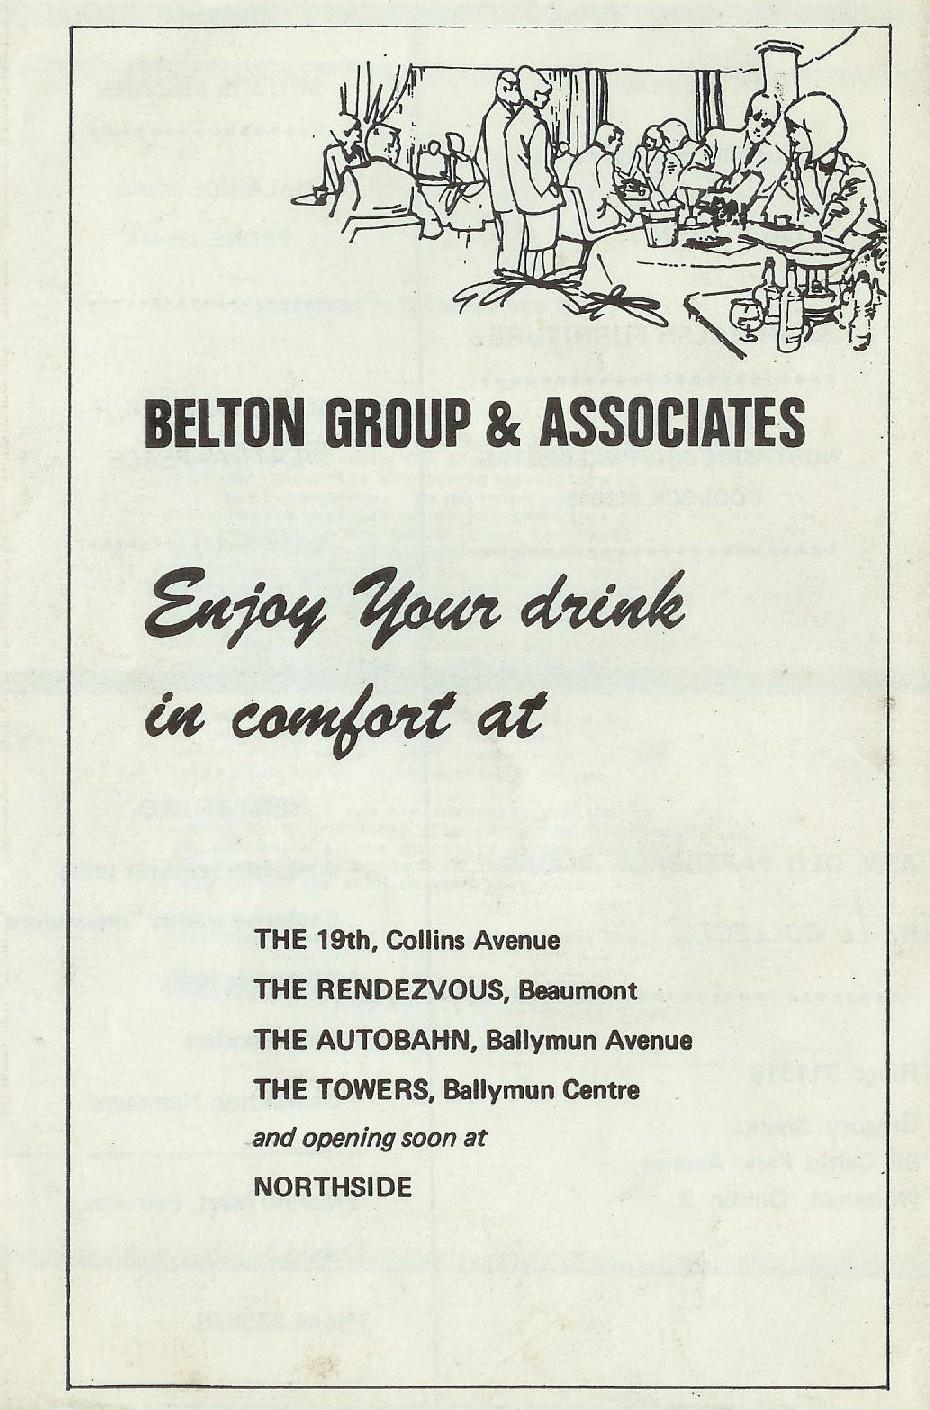 BELTON GROUP & ASSOCIATES
Enjoy Your drink
in comfort at
THE 19th, Collins Avenue
THE RENDEZVOUS, Beaumont
THE AUTOBAHN, Ballymun Avenue
THE TOWERS, Ballymun Centre
and opening soon at
NORTHSIDE